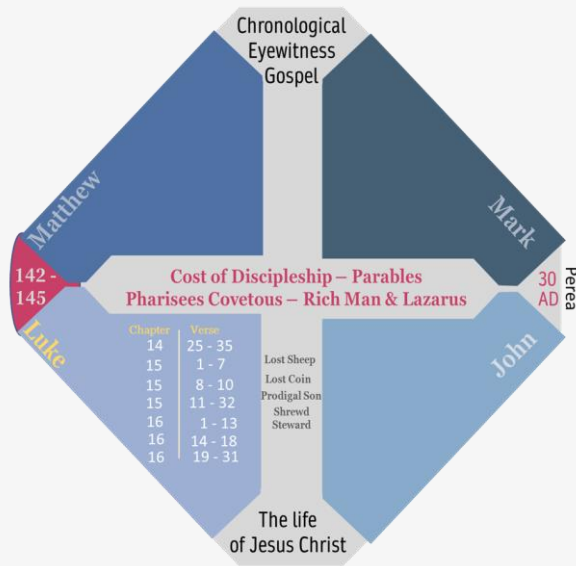 Chronological
Eyewitness
Gospel
Matthew
Mark
142 -
145
Cost of Discipleship – Parables
Pharisees Covetous – Rich Man & Lazarus
30
AD
Perea
Luke
John
Chapter Verse
14 25 - 35
15 1 - 7
15 8 - 10
15 11 - 32
16 1 - 13
16 14 - 18
16 19 - 31
Lost Sheep
Lost Coin
Prodigal Son
Shrewd
Steward
The life
of Jesus Christ